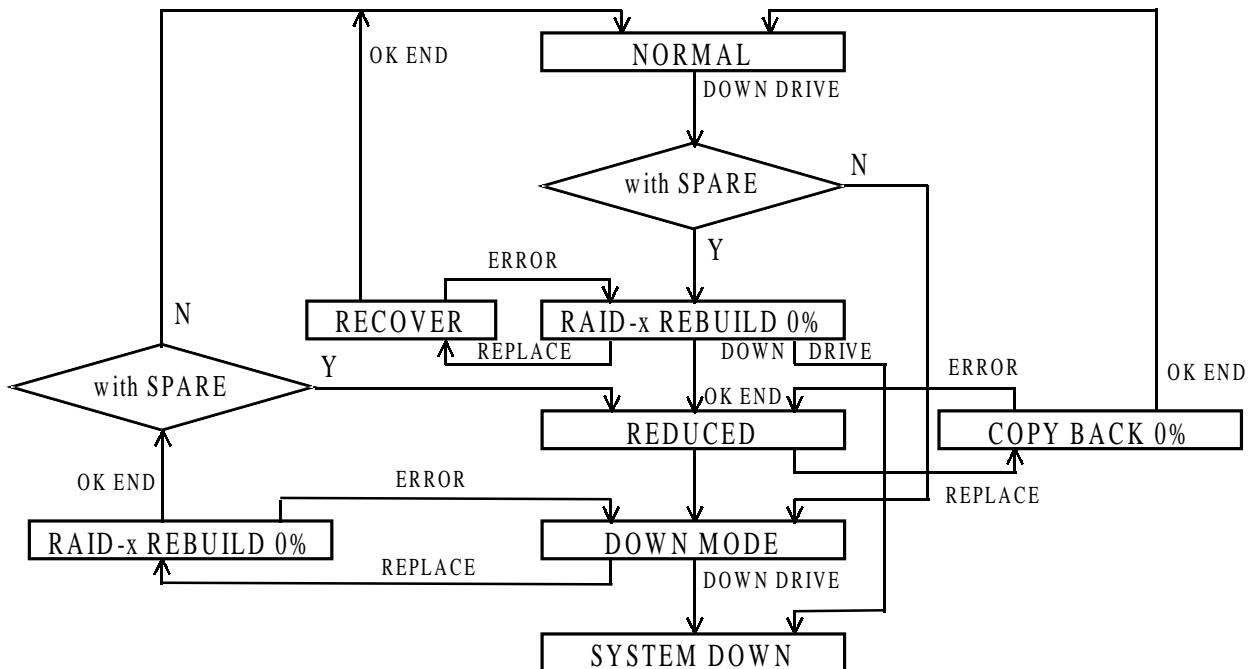 OK END
NORMAL
DOWN DRIVE
with SPARE
N
Y
ERROR
RECOVER
RAID-x REBUILD 0%
N
REPLACE
DOWN DRIVE
with SPARE
Y
ERROR
OK END
OK END
REDUCED
COPY BACK 0%
OK END
ERROR
REPLACE
RAID-x REBUILD 0%
DOWN MODE
REPLACE
DOWN DRIVE
SYSTEM DOWN